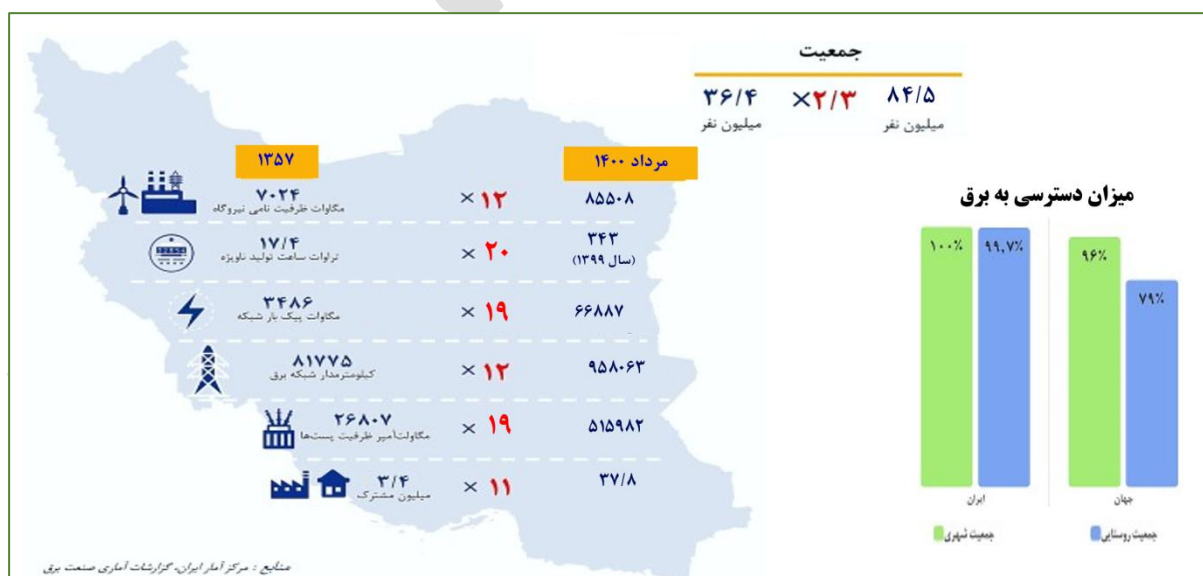 جمعیت
۸۴/۵ ×۲/۳ ۳۶/۴
میلیون نفر میلیون نفر
مرداد ۱۴۰۰ ۱۳۵۷
۸۵۵۰۸ ×۱۲ ۷۰۲۴
مگاوات ظرفیت نامی نیروگاه
۳۴۳ ×۲۰ ۱۷/۴
(سال ۱۳۹۹) تراوات ساعت تولید ناویژه
۶۶۸۸۷ ×۱۹ ۳۴۸۶
مگاوات پیک بار شبکه
۹۵۸۰۶۳ ×۱۲ ۸۱۷۷۵
کیلومترمدار شبکه برق
۵۱۵۹۸۲ ×۱۹ ۲۶۸۰۷
مگاولت‌آمپر ظرفیت پست‌ها
۳۷/۸ ×۱۱ ۳/۴
میلیون مشترک
منابع : مرکز آمار ایران، گزارشات آماری صنعت برق
میزان دسترسی به برق
۱۰۰% ۹۹,۷% ۹۶% ۷۹%
ایران جهان
جمعیت شهری جمعیت روستایی